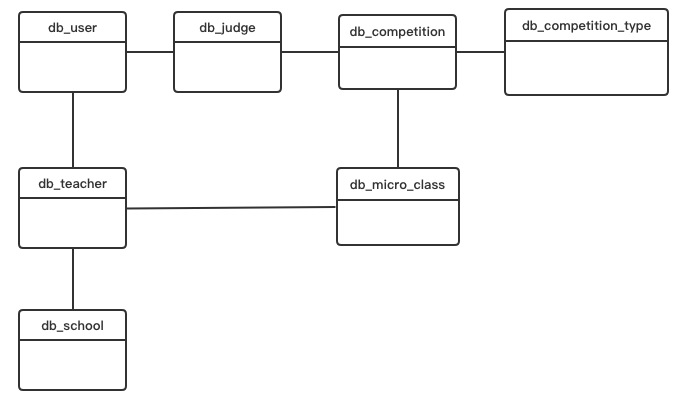 db_user
db_judge
db_competition
db_competition_type
db_teacher
db_micro_class
db_school